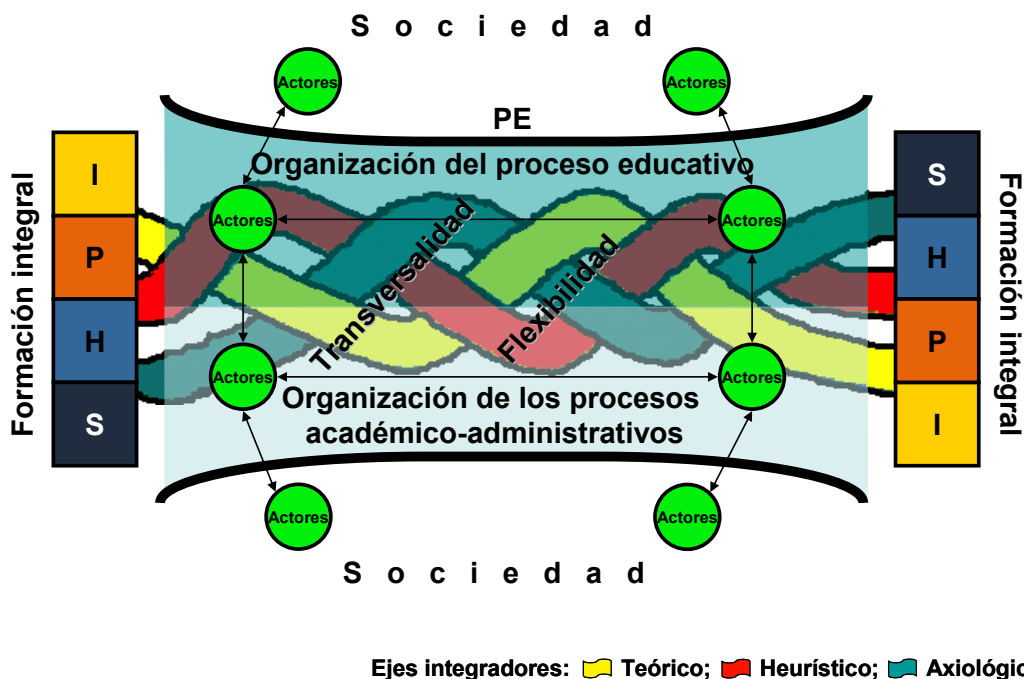 S o c i e d a d
Actores
Actores
PE
Organización del proceso educativo
Formación integral
I
P
H
S
Actores
Actores
Transversalidad
Flexibilidad
Actores
Actores
S
H
P
I
Formación integral
Organización de los procesos
académico-administrativos
Actores
Actores
S o c i e d a d
Ejes integradores: Teórico; Heurístico; Axiológic